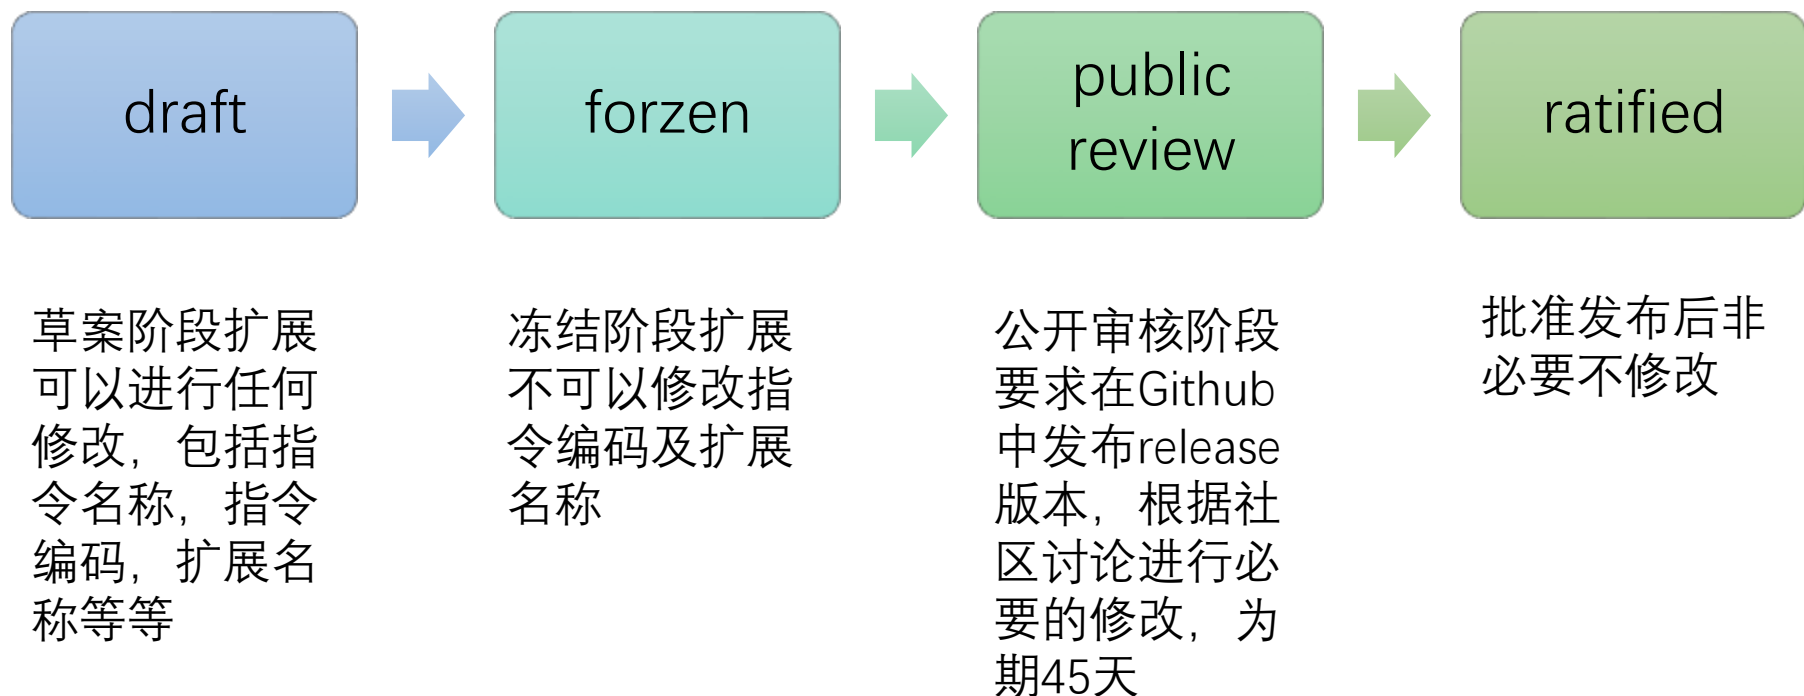 draft
forzen
public
review
ratified
草案阶段扩展
可以进行任何
修改，包括指
令名称，指令
编码，扩展名
称等等
冻结阶段扩展
不可以修改指
令编码及扩展
名称
公开审核阶段
要求在Github
中发布release
版本，根据社
区讨论进行必
要的修改，为
期45天
批准发布后非
必要不修改